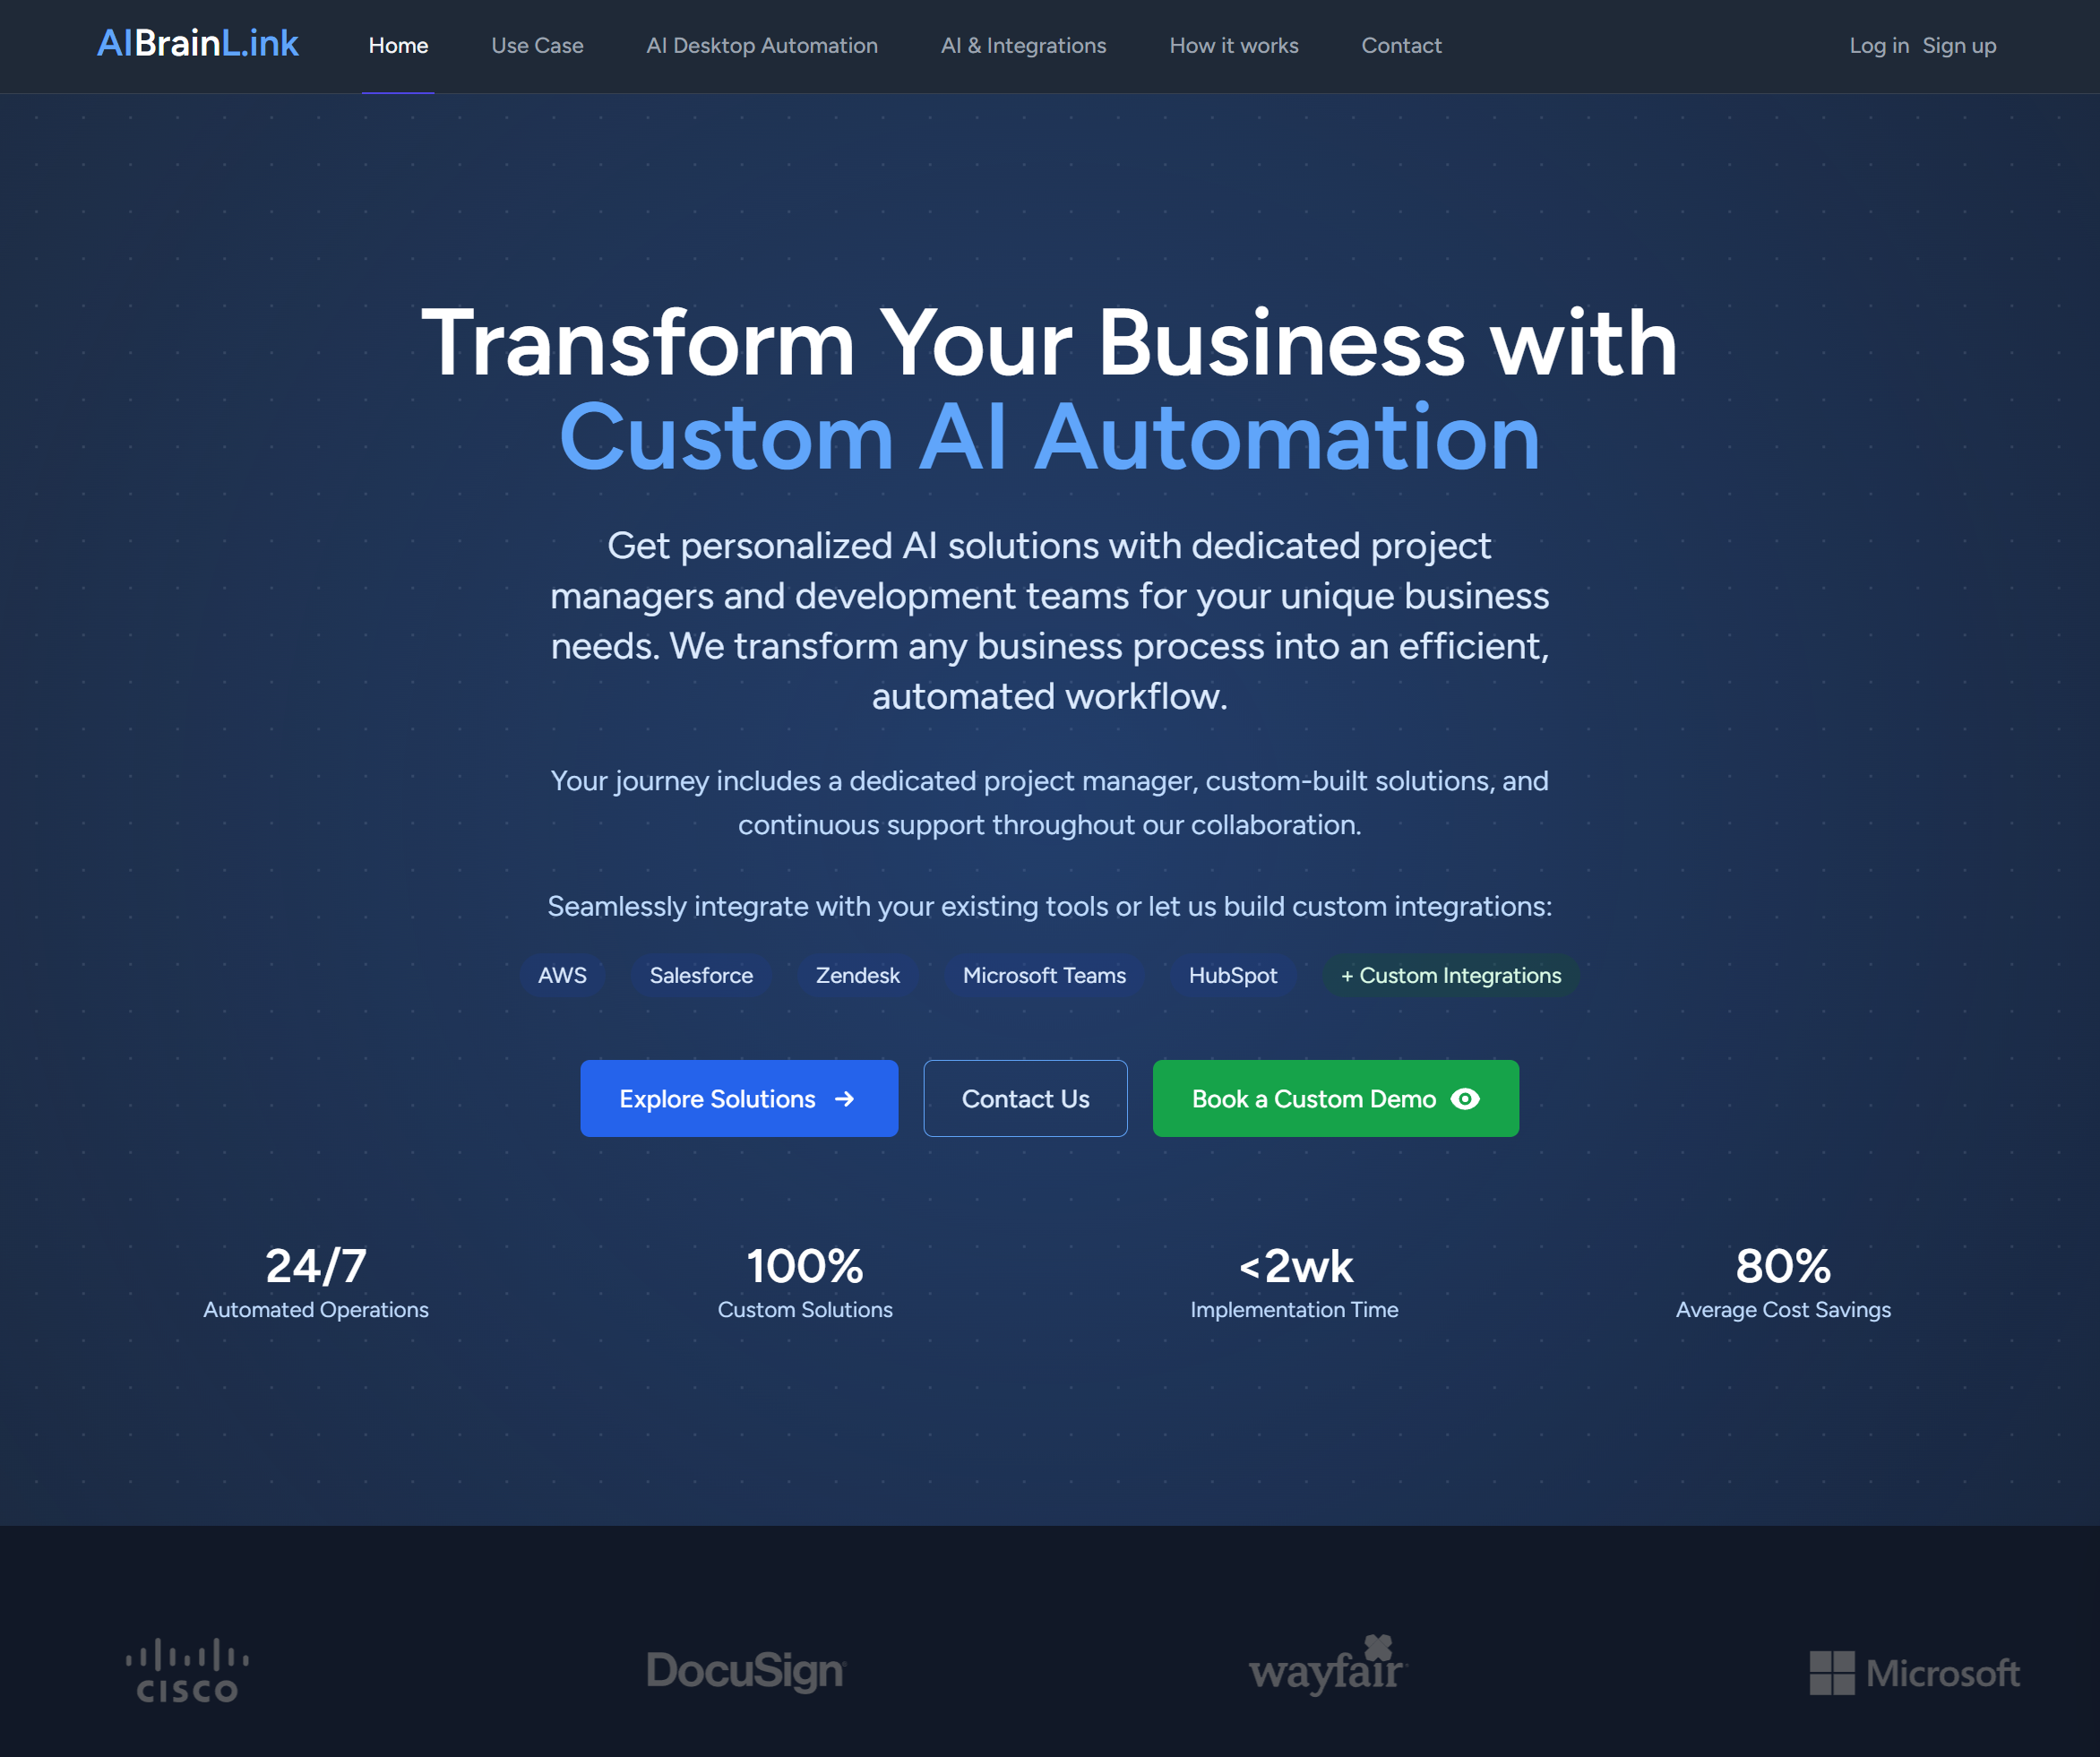 AIBrainL.ink
Home
Use Case
AI Desktop Automation
AI & Integrations
How it works
Contact
Log in
Sign up
Transform Your Business with
Custom AI Automation
Get personalized AI solutions with dedicated project
managers and development teams for your unique business
needs. We transform any business process into an efficient,
automated workflow.
Your journey includes a dedicated project manager, custom-built solutions, and
continuous support throughout our collaboration.
Seamlessly integrate with your existing tools or let us build custom integrations:
AWS
Salesforce
Zendesk
Microsoft Teams
HubSpot
+ Custom Integrations
Explore Solutions
Contact Us
Book a Custom Demo
24/7
Automated Operations
100%
Custom Solutions
<2wk
Implementation Time
80%
Average Cost Savings
CISCO
DocuSign
wayfair
Microsoft